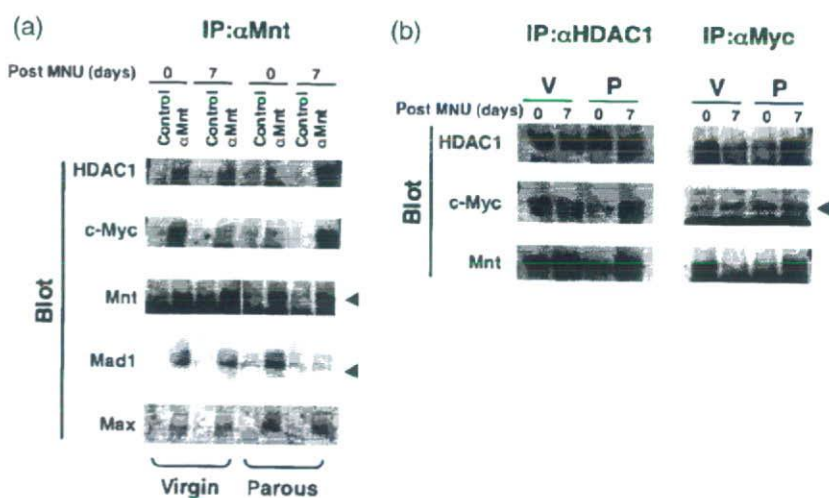 (a)
IP:αMnt
Post MNU (days)
0 7 0 7
Control αMnt Control αMnt Control αMnt Control αMnt
Blot
HDAC1
c-Myc
Mnt
Mad1
Max
Virgin Parous
(b)
IP:αHDAC1 IP:αMyc
V P V P
Post MNU (days) 0 7 0 7 0 7 0 7
Blot
HDAC1
c-Myc
Mnt